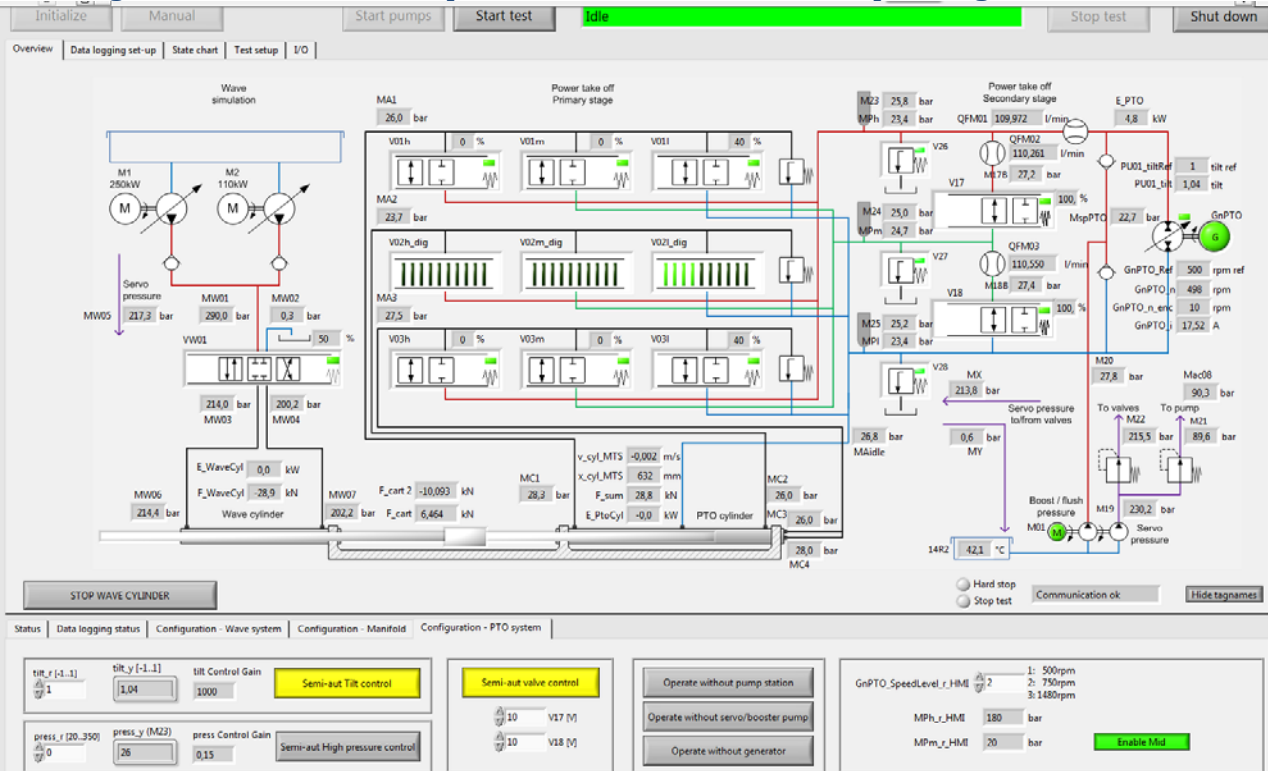 Initialize Manual Start pumps Start test Idle Stop test Shut down
Overview Data logging set-up State chart Test setup I/O
Wave simulation
Power take off Primary stage
Power take off Secondary stage
MA1
26,0 bar
M23 25,8 bar
MPh 23,4 bar
QFM01 109,972 l/min
E_PTO
4,8 kW
V01h 0 %
V01m 0 %
V01l 40 %
V26
QFM02
110,261 l/min
M17B 27,2 bar
PU01_tiltRef 1 tilt ref
PU01_tilt 1,04 tilt
M1
250kW
M
M2
110kW
M
V17
100, %
MA2
23,7 bar
M24 25,0 bar
MPm 24,7 bar
MspPTO 22,7 bar
GnPTO
G
V02h_dig
V02m_dig
V02l_dig
V27
QFM03
110,550 l/min
M18B 27,4 bar
GnPTO_Ref 500 rpm ref
GnPTO_n 498 rpm
GnPTO_n_enc 10 rpm
GnPTO_i 17,52 A
Servo pressure
MW05 217,3 bar
MW01
290,0 bar
MW02
0,3 bar
MA3
27,5 bar
V18
100, %
M25 25,2 bar
MPl 23,4 bar
VW01
50 %
V03h 0 %
V03m 0 %
V03l 40 %
V28
M20
27,8 bar
MX
213,8 bar
Mac08
90,3 bar
214,0 bar
MW03
200,2 bar
MW04
Servo pressure to/from valves
To valves
M22
215,5 bar
To pump
M21
89,6 bar
26,8 bar
MAidle
0,6 bar
MY
E_WaveCyl 0,0 kW
F_WaveCyl -28,9 kN
Wave cylinder
MW06
214,4 bar
MW07
202,2 bar
F_cart 2 -10,093 kN
F_cart 6,464 kN
MC1
28,3 bar
v_cyl_MTS -0,002 m/s
x_cyl_MTS 632 mm
F_sum 28,8 kN
E_PtoCyl -0,0 kW
PTO cylinder
MC2
26,0 bar
MC3
26,0 bar
28,0 bar
MC4
Boost / flush pressure
M01 M
M19 230,2 bar
Servo pressure
14R2 42,1 °C
STOP WAVE CYLINDER
Hard stop
Stop test
Communication ok
Hide tagnames
Status Data logging status Configuration - Wave system Configuration - Manifold Configuration - PTO system
tilt_r [-1..1]
1
tilt_y [-1..1]
1,04
tilt Control Gain
1000
Semi-aut Tilt control
press_r [20..350]
0
press_y (M23)
26
press Control Gain
0,15
Semi-aut High pressure control
Semi-aut valve control
10 V17 [V]
10 V18 [V]
Operate without pump station
Operate without servo/booster pump
Operate without generator
GnPTO_SpeedLevel_r_HMI 2
1: 500rpm
2: 750rpm
3: 1480rpm
MPh_r_HMI 180 bar
MPm_r_HMI 20 bar
Enable Mid